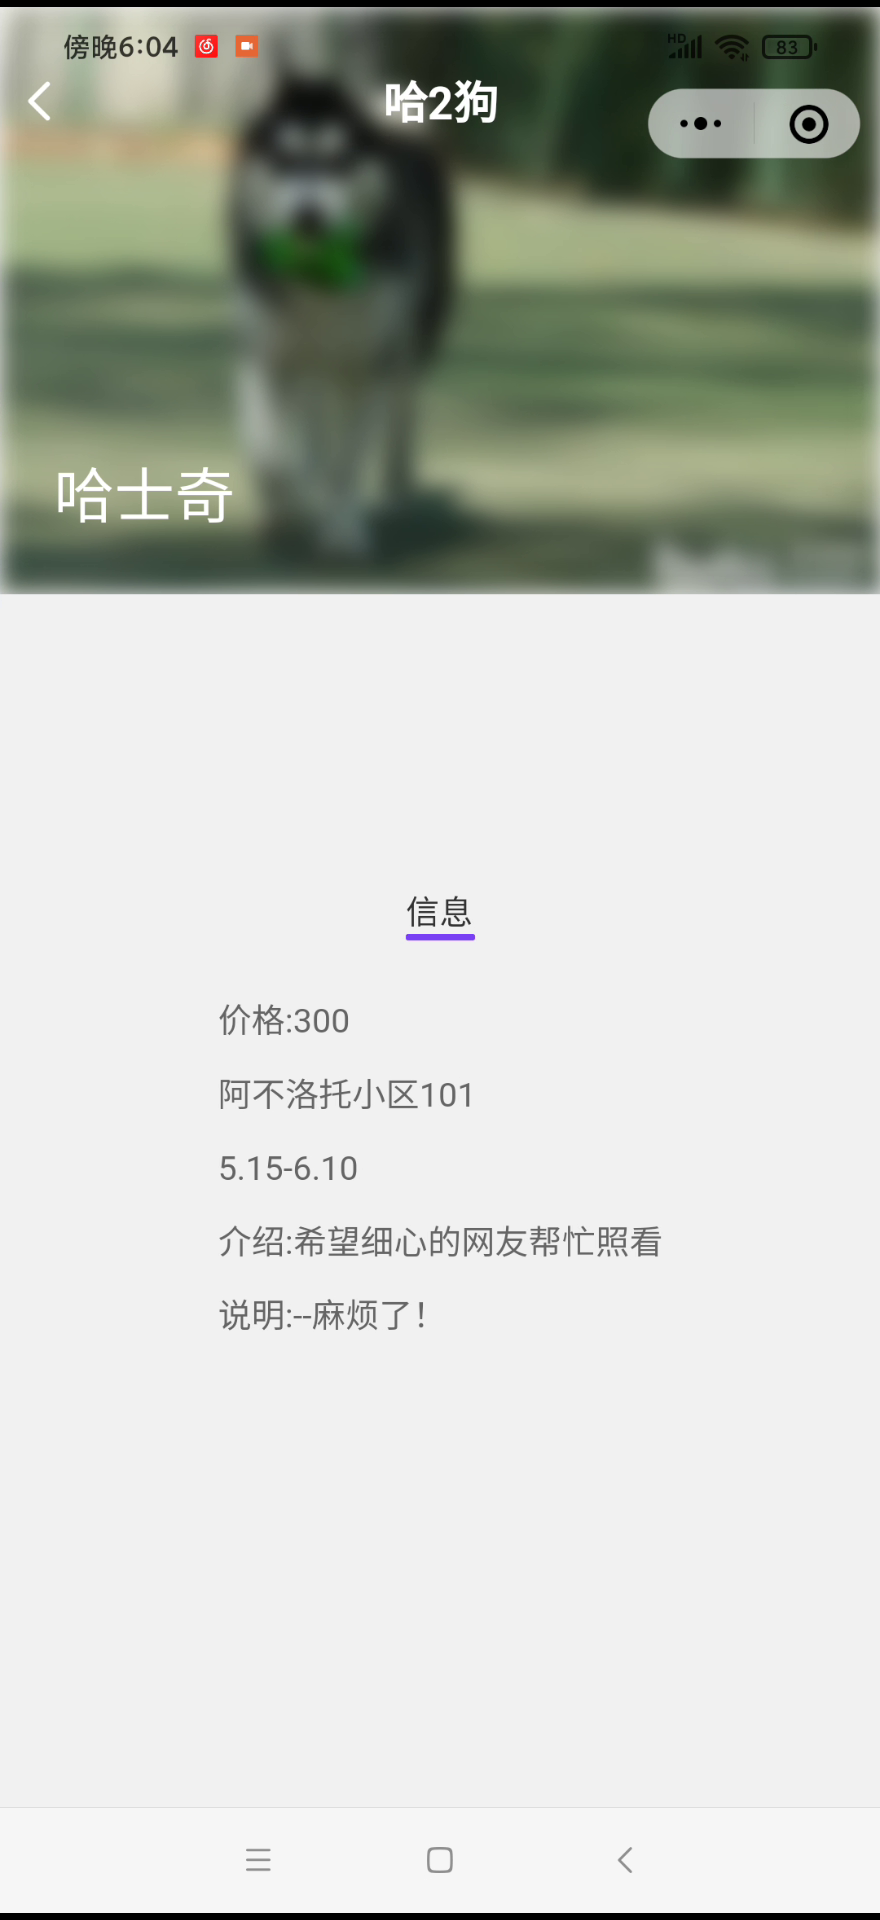 傍晚6:04
HD
83
哈2狗
哈士奇
信息
价格:300
阿不洛托小区101
5.15-6.10
介绍:希望细心的网友帮忙照看
说明:--麻烦了!